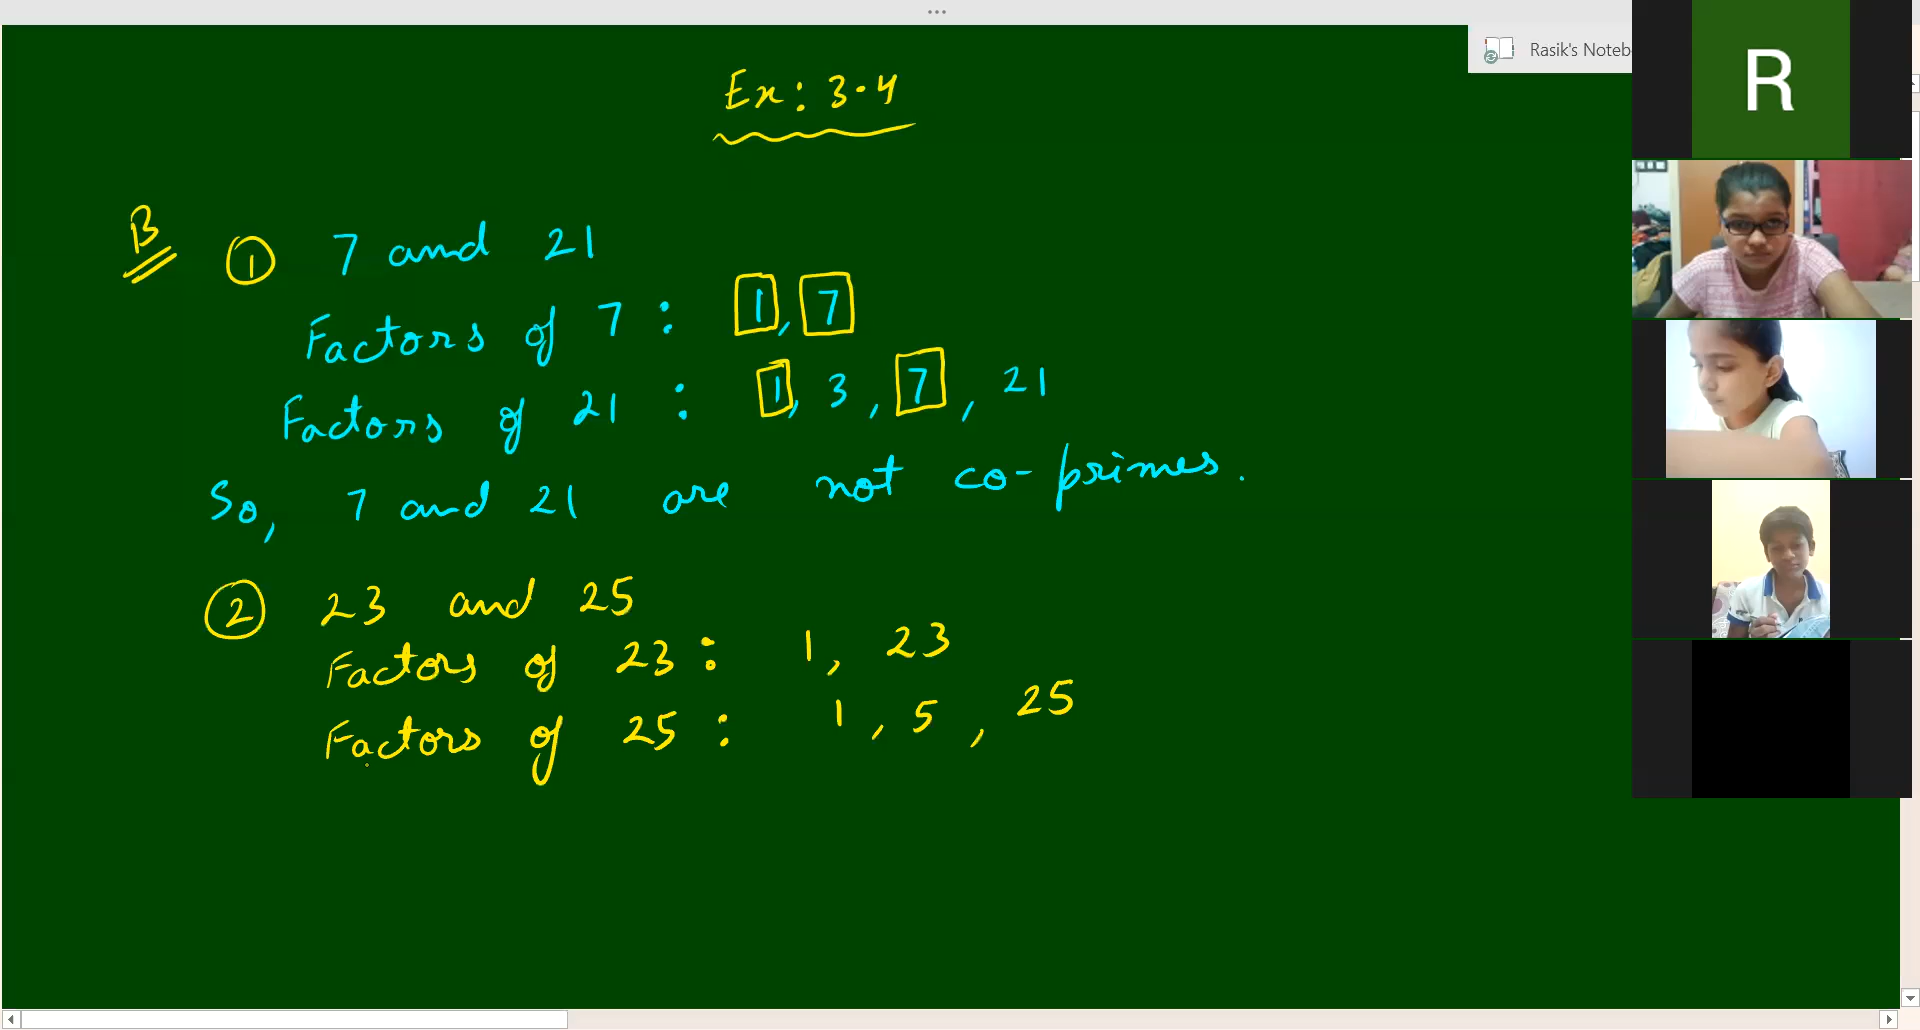 Rasik's Noteb
R
Ex: 3.4
B
① 7 and 21
Factors of 7 : 1, 7
Factors of 21 : 1, 3, 7, 21
So, 7 and 21 are not co-primes.
② 23 and 25
Factors of 23 : 1, 23
Factors of 25 : 1, 5, 25